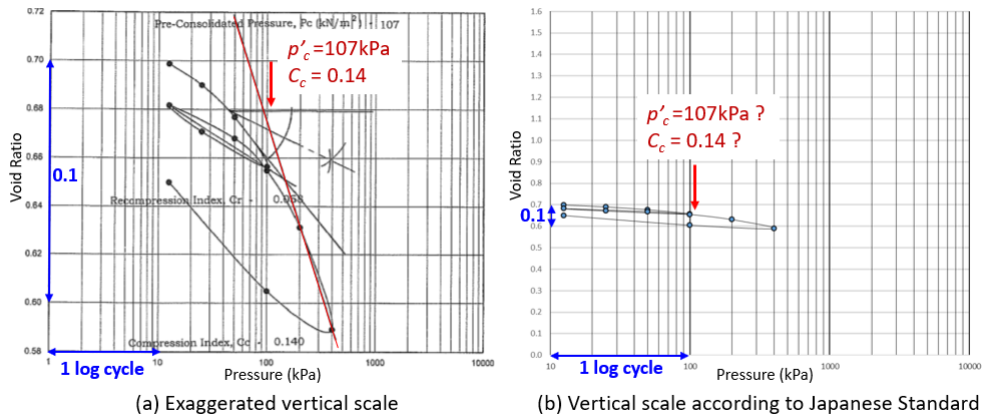 Pre-Consolidated Pressure, Pc (kN/m²) - 107
p'c =107kPa
Cc = 0.14
0.72
0.70
0.68
0.66
0.64
0.62
0.60
0.58
Void Ratio
0.1
Recompression Index, Cr - 0.058
Compression Index, Cc - 0.140
1 log cycle
1
10
100
1000
10000
Pressure (kPa)
(a) Exaggerated vertical scale
1.6
1.5
1.4
1.3
1.2
1.1
1.0
0.9
0.8
0.7
0.6
0.5
0.4
0.3
0.2
0.1
0.0
Void Ratio
0.1
p'c =107kPa ?
Cc = 0.14 ?
1 log cycle
10
100
1000
10000
Pressure (kPa)
(b) Vertical scale according to Japanese Standard